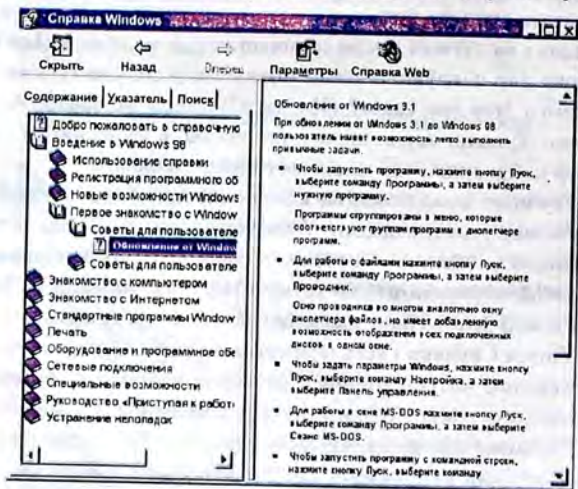 Справка Windows
Скрыть Назад Вперед Параметры Справка Web
Содержание Указатель Поиск
Добро пожаловать в справочную
Введение в Windows 98
Использование справки
Регистрация программного об
Новые возможности Windows
Первое знакомство с Window
Советы для пользователе
Обновление от Window
Советы для пользователе
Знакомство с компьютером
Знакомство с Интернетом
Стандартные программы Window
Печать
Оборудование и программное обе
Сетевые подключения
Специальные возможности
Руководство «Приступая к работ
Устранение неполадок
Обновление от Windows 3.1
При обновлении от Windows 3.1 до Windows 98
пользователь имеет возможность легко выполнить
привычные задачи.
Чтобы запустить программу, нажмите кнопку Пуск,
выберите команду Программы, а затем выберите
нужную программу.
Программы сгруппированы в меню, которые
соответствуют группам программ в диспетчере
программ.
Для работы с файлами нажмите кнопку Пуск,
выберите команду Программы, а затем выберите
Проводник.
Окно проводника во многом аналогично окну
диспетчера файлов, но имеет добавленную
возможность отображения всех подключенных
дисков в одном окне.
Чтобы задать параметры Windows, нажмите кнопку
Пуск, выберите команду Настройка, а затем
выберите Панель управления.
Для работы в окне MS-DOS нажмите кнопку Пуск,
выберите команду Программы, а затем выберите
Сеанс MS-DOS.
Чтобы запустить программу с командной строки,
нажмите кнопку Пуск, выберите команду